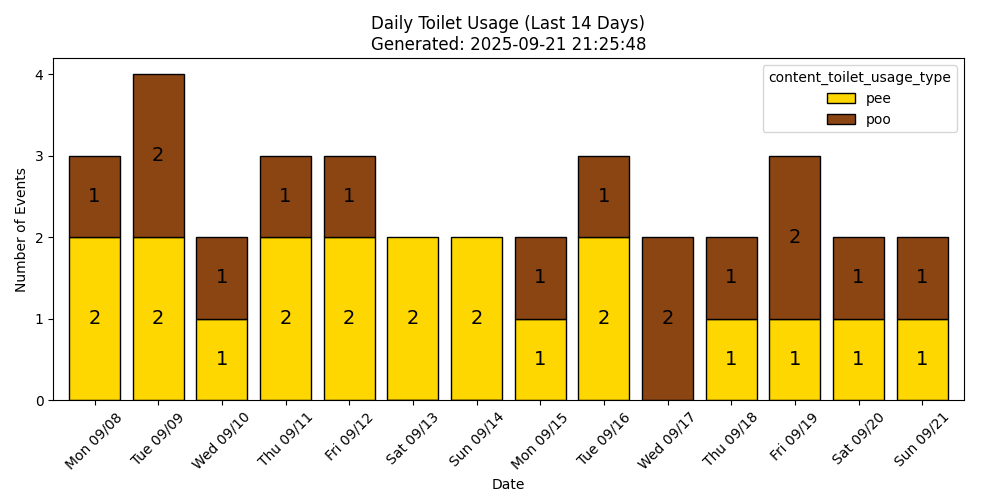 Daily Toilet Usage (Last 14 Days)
Generated: 2025-09-21 21:25:48
content_toilet_usage_type
pee
poo
Number of Events
4
3
2
1
0
1 2 1 1 1 1 1 2 1 1 1
2 2 1 2 2 2 2 1 2 2 1 1 1 1
Mon 09/08 Tue 09/09 Wed 09/10 Thu 09/11 Fri 09/12 Sat 09/13 Sun 09/14 Mon 09/15 Tue 09/16 Wed 09/17 Thu 09/18 Fri 09/19 Sat 09/20 Sun 09/21
Date